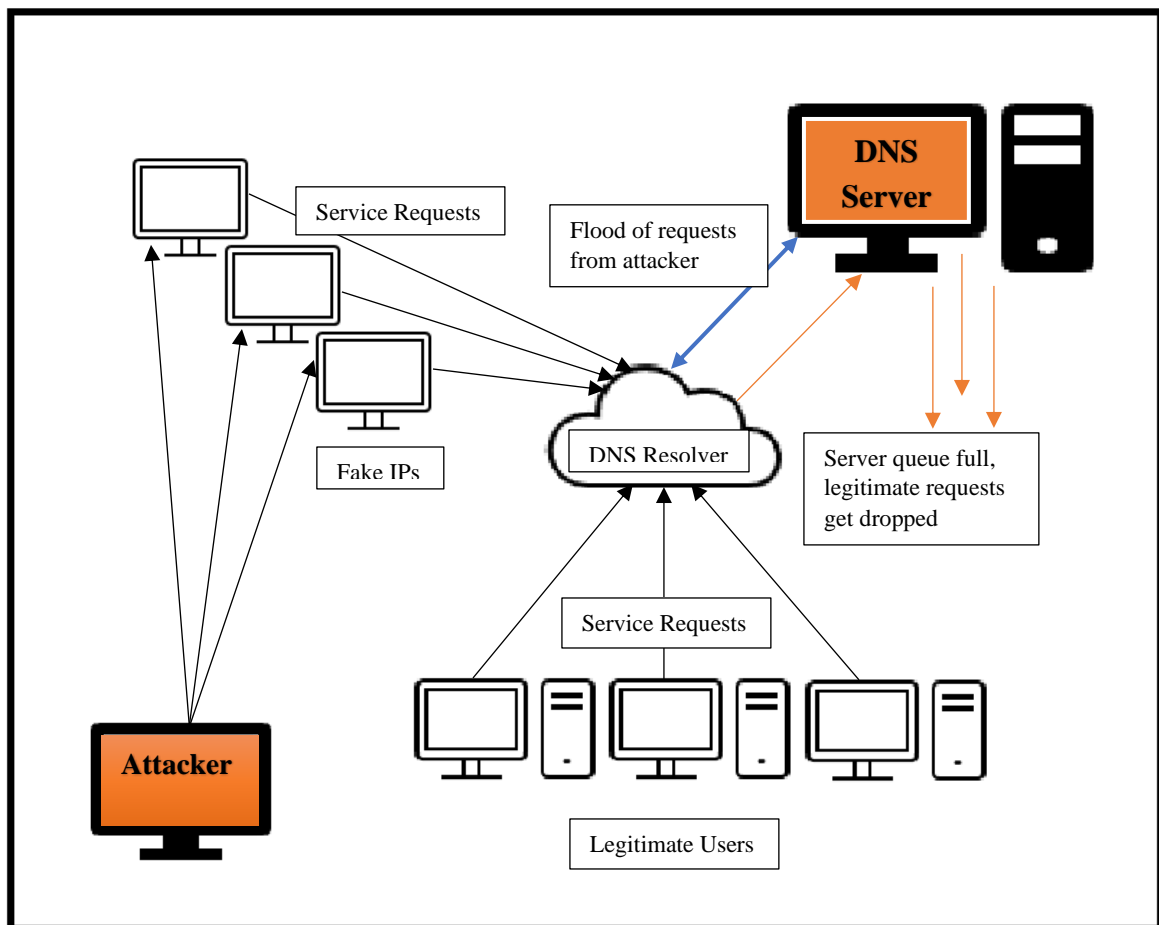 DNS
Server
Service Requests
Flood of requests
from attacker
Fake IPs
DNS Resolver
Server queue full,
legitimate requests
get dropped
Service Requests
Attacker
Legitimate Users